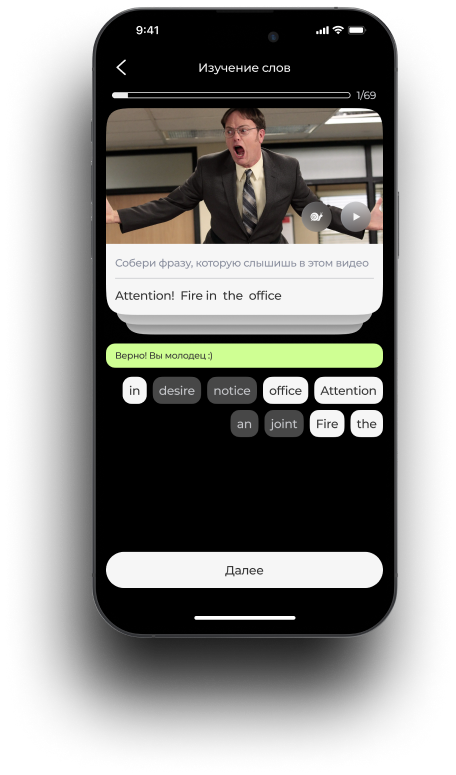 9:41
Изучение слов
1/69
Собери фразу, которую слышишь в этом видео
Attention! Fire in the office
Верно! Вы молодец :)
in desire notice office Attention
an joint Fire the
Далее